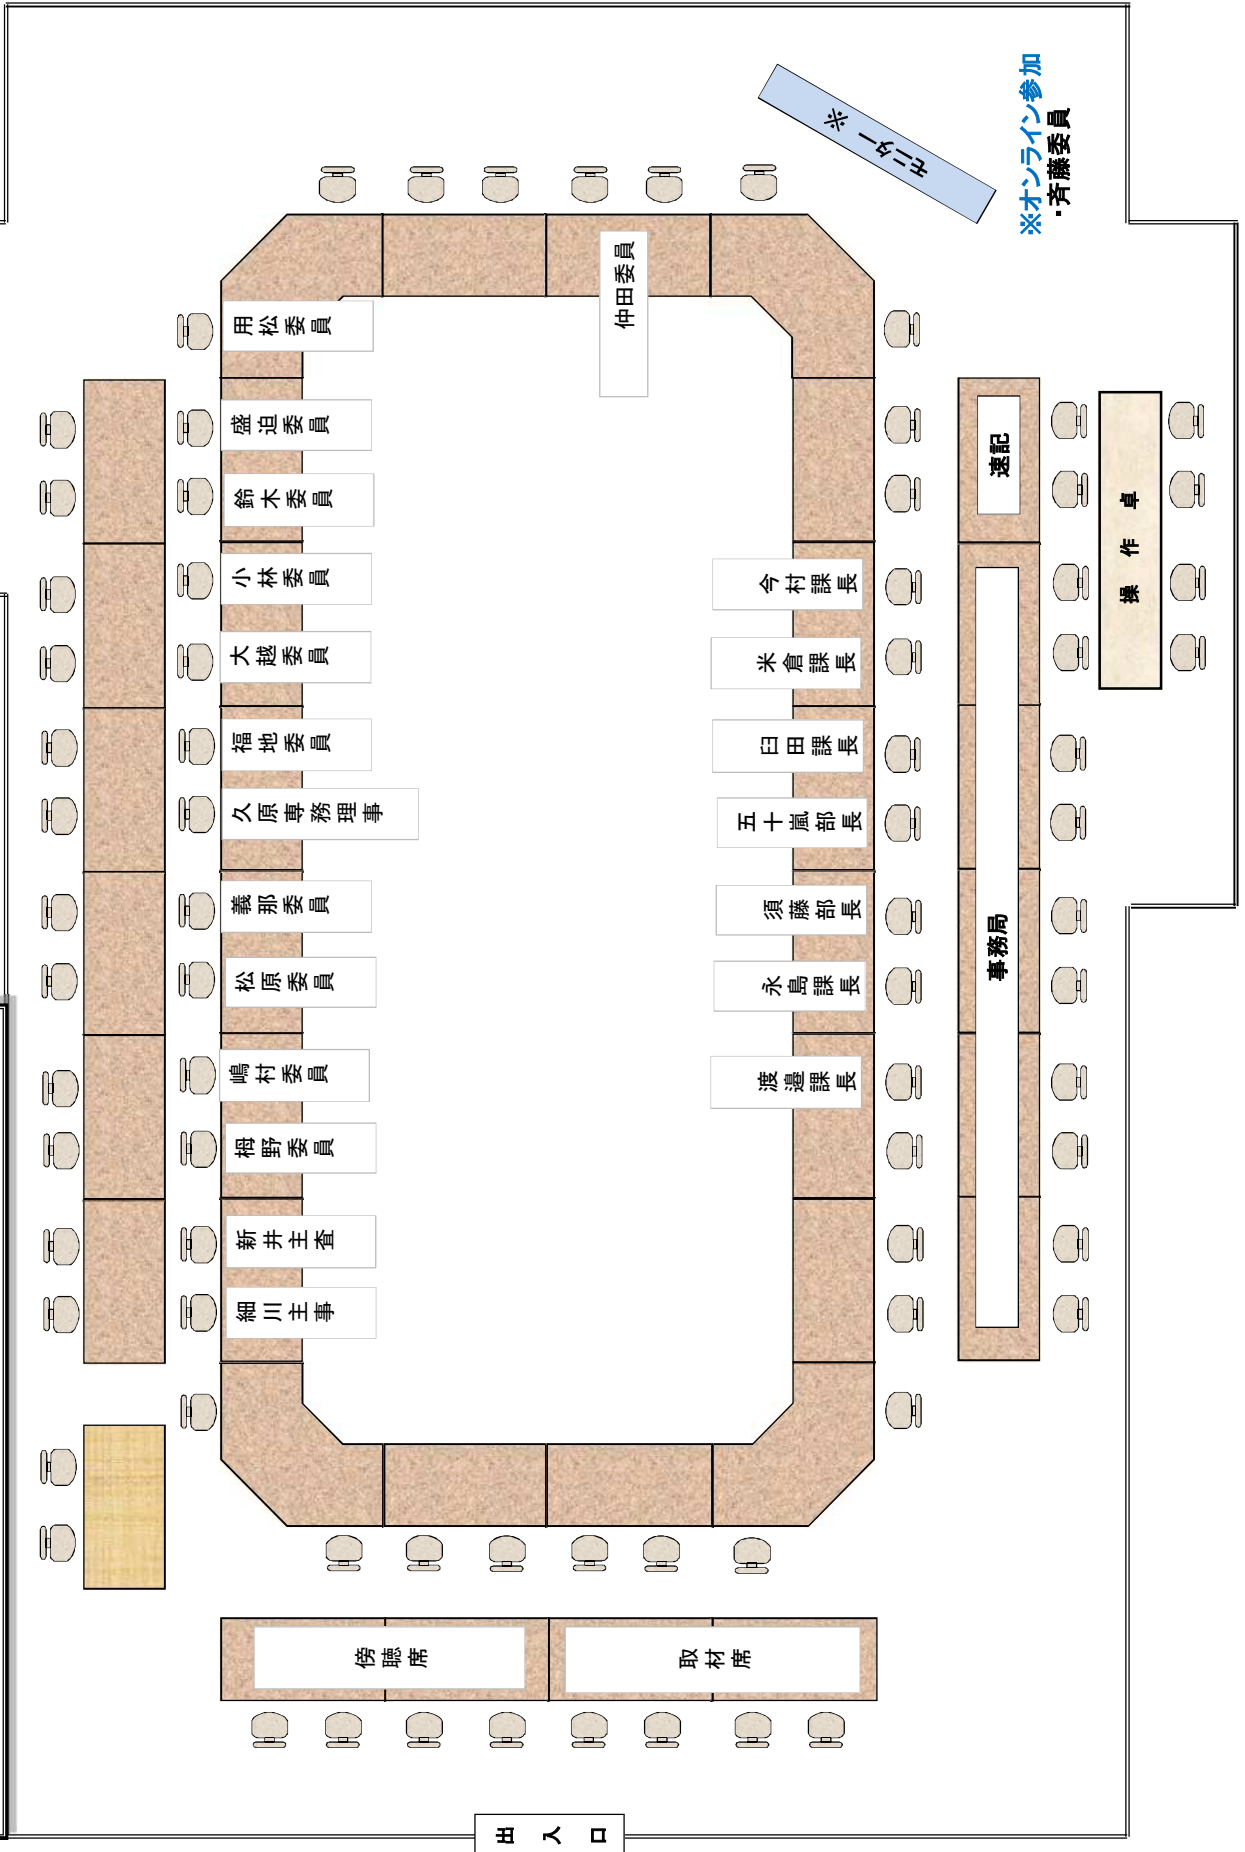 ※オンライン参加
・斉藤委員
モニター ※
仲田委員
用松委員
盛迫委員
鈴木委員
小林委員
大越委員
福地委員
久原専務理事
義那委員
松原委員
嶋村委員
栂野委員
新井主査
細川主事
今村課長
米倉課長
臼田課長
五十嵐部長
須藤部長
永島課長
渡邉課長
速記
事務局
操作卓
傍聴席
取材席
出入口